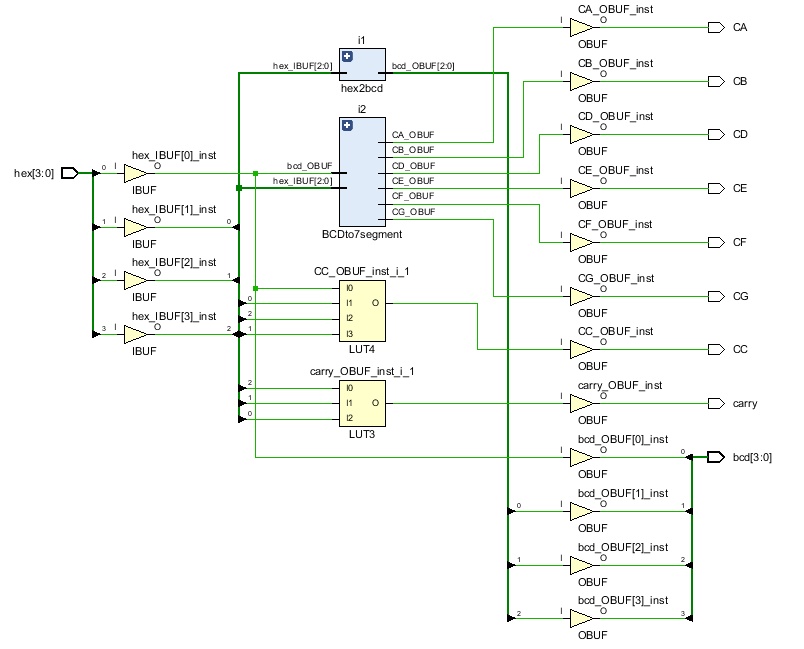 CA_OBUF_inst
I O CA
OBUF
i1
hex_IBUF[2:0] bcd_OBUF[2:0]
hex2bcd
CB_OBUF_inst
I O CB
OBUF
i2
CD_OBUF_inst
CA_OBUF
I O CD
OBUF
CB_OBUF
hex_IBUF[0]_inst
hex[3:0] 0 I O
IBUF
bcd_OBUF CD_OBUF
hex_IBUF[2:0] CE_OBUF
CE_OBUF_inst
I O CE
OBUF
CF_OBUF
hex_IBUF[1]_inst
1 I O 0
IBUF
CG_OBUF
BCDto7segment
CF_OBUF_inst
I O CF
OBUF
hex_IBUF[2]_inst
2 I O 1
IBUF
CC_OBUF_inst_i_1
I0
0 I1 O
2 I2
1 I3
LUT4
CG_OBUF_inst
I O CG
OBUF
hex_IBUF[3]_inst
3 I O 2
IBUF
CC_OBUF_inst
I O CC
OBUF
carry_OBUF_inst_i_1
2 I0
1 I1 O
0 I2
LUT3
carry_OBUF_inst
I O carry
OBUF
bcd_OBUF[0]_inst
I O 0 bcd[3:0]
OBUF
bcd_OBUF[1]_inst
0 I O 1
OBUF
bcd_OBUF[2]_inst
1 I O 2
OBUF
bcd_OBUF[3]_inst
2 I O 3
OBUF